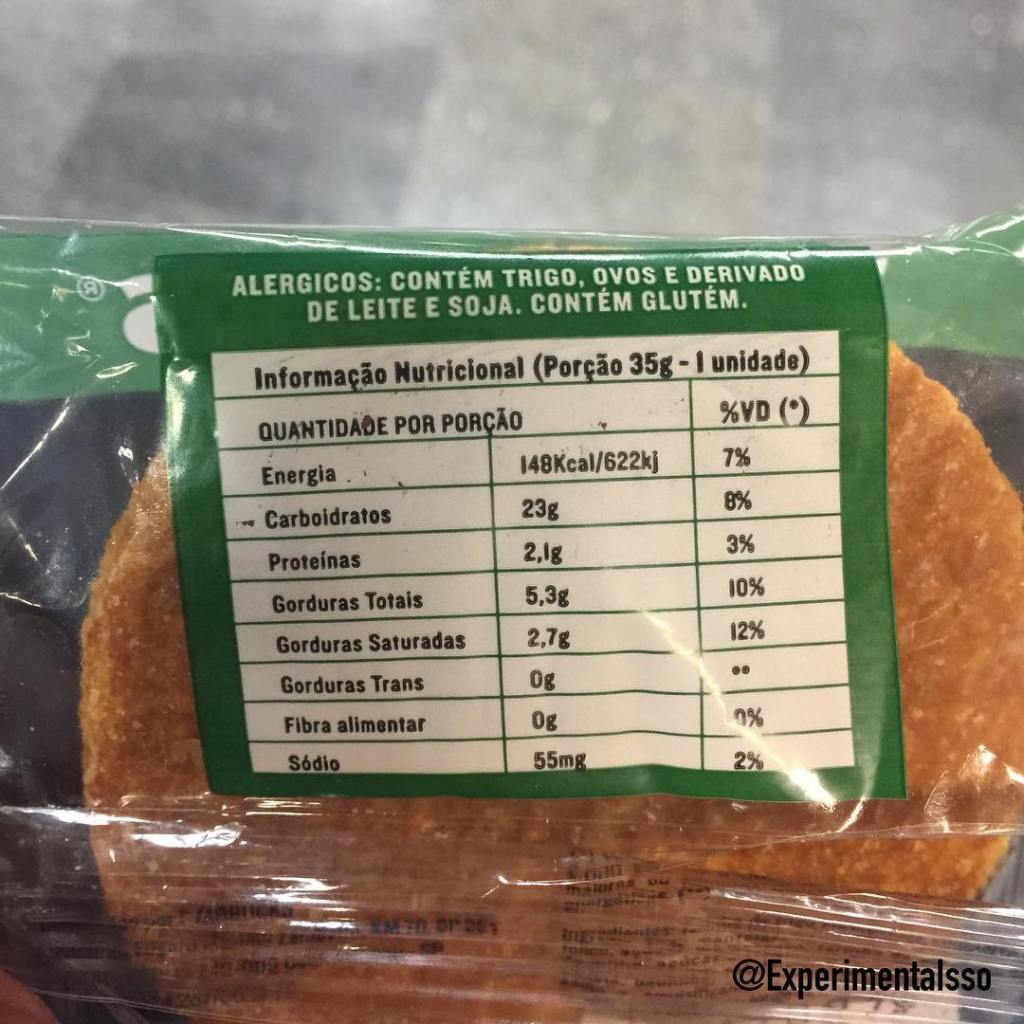 ®
ALERGICOS: CONTÉM TRIGO, OVOS E DERIVADO
DE LEITE E SOJA. CONTÉM GLUTÉM.
Informação Nutricional (Porção 35g - 1 unidade)
QUANTIDADE POR PORÇÃO %VD (*)
Energia 148Kcal/622kj 7%
Carboidratos 23g 8%
Proteínas 2,1g 3%
Gorduras Totais 5,3g 10%
Gorduras Saturadas 2,7g 12%
Gorduras Trans 0g **
Fibra alimentar 0g 0%
Sódio 55mg 2%
maiores ou
@Experimentalsso